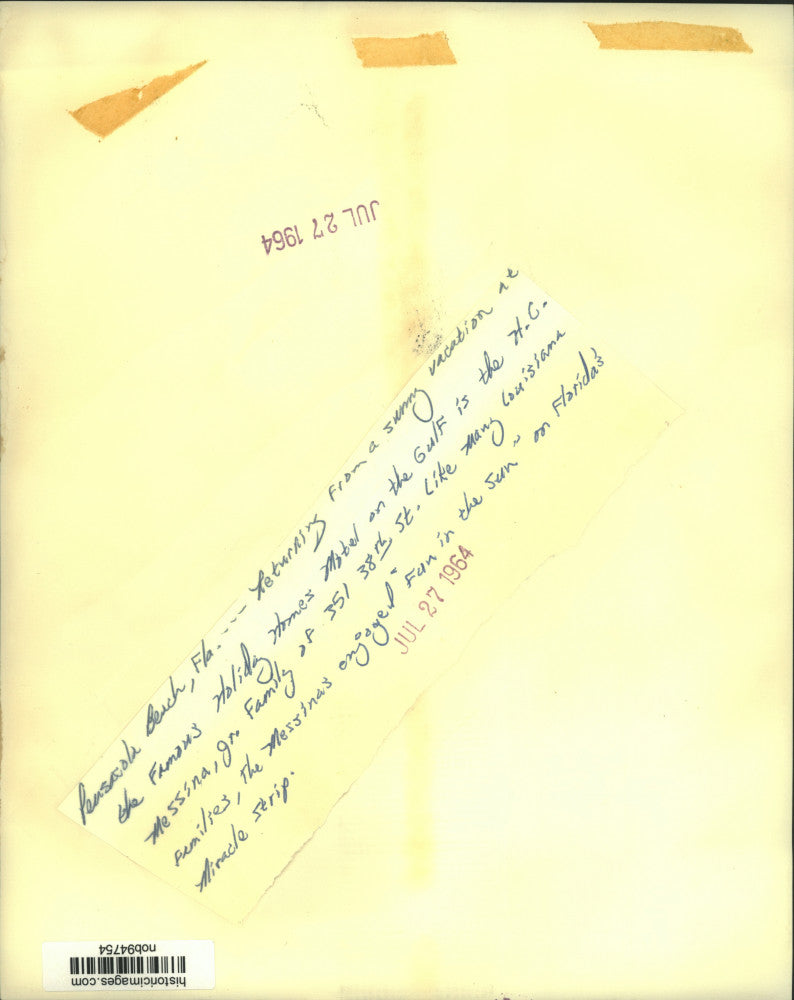 JUL 27 1964
Pensacola Beach, Fla. --- Returning From a sunny vacation at
the Famous Holiday Homes Motel on the Gulf is the H.C.
Messina, Jr. Family of 351 38th St. Like Many Louisiana
Families, the Messinas enjoyed "Fun in the Sun" on Florida's
Miracle Strip.
JUL 27 1964
historicimages.com
nob94754